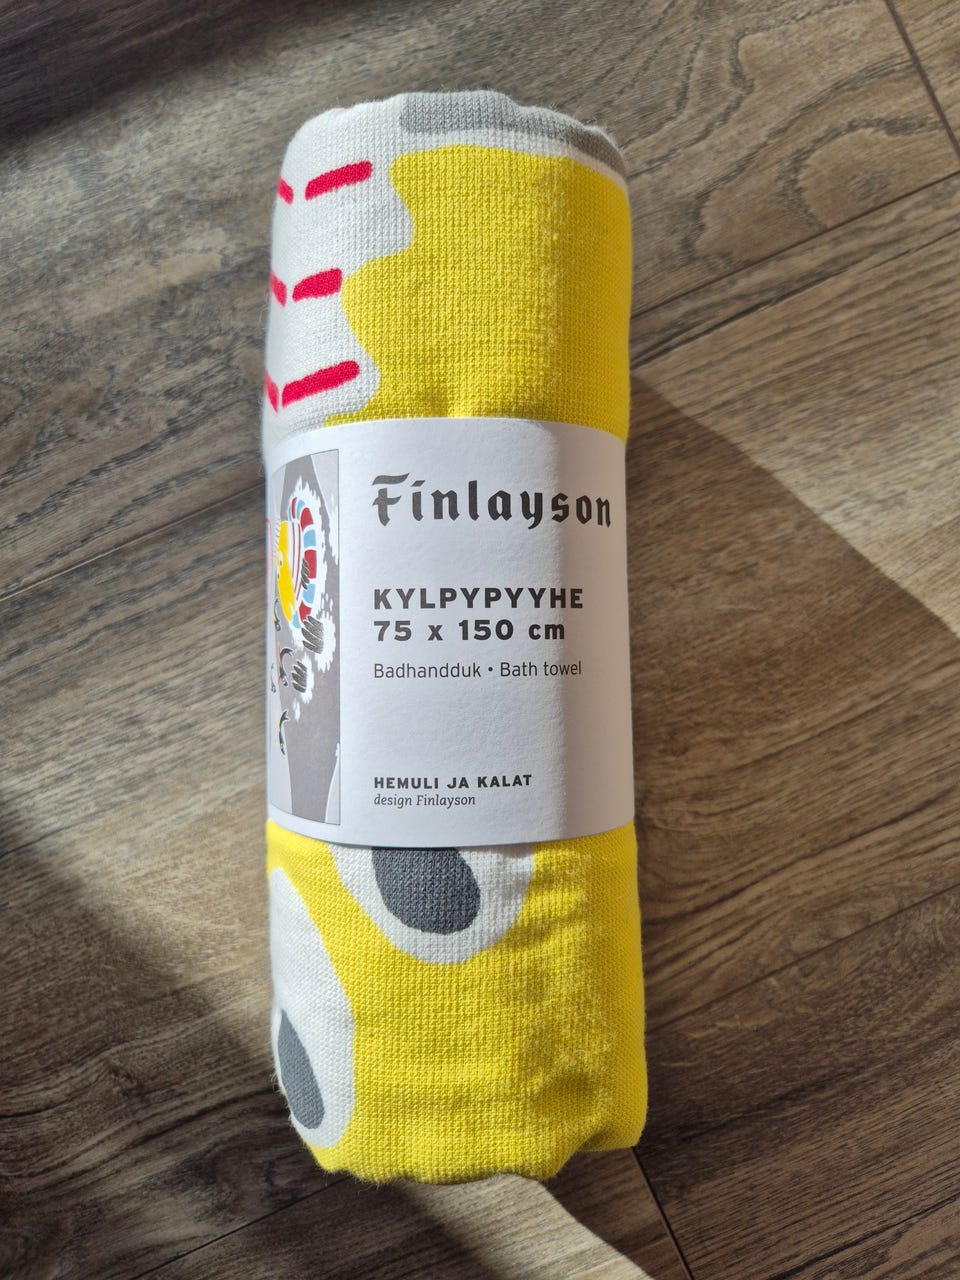 Finlayson
KYLPYPYYHE
75 x 150 cm
Badhandduk • Bath towel
HEMULI JA KALAT
design Finlayson